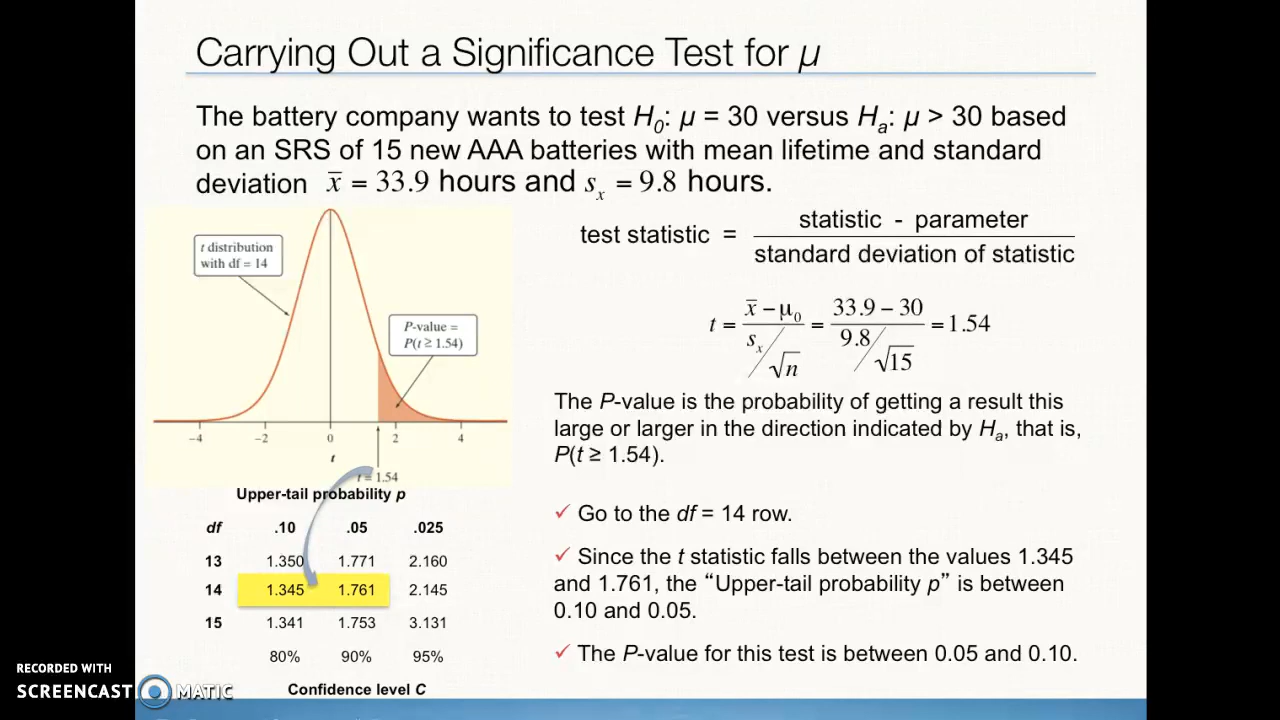 Carrying Out a Significance Test for μ
The battery company wants to test H₀: μ = 30 versus Hₐ: μ > 30 based
on an SRS of 15 new AAA batteries with mean lifetime and standard
deviation x̄ = 33.9 hours and sₓ = 9.8 hours.
t distribution
with df = 14
P-value =
P(t ≥ 1.54)
−4 −2 0 2 4
t
t = 1.54
test statistic = statistic - parameter / standard deviation of statistic
t = x̄ − μ₀ / sₓ/√n = 33.9 − 30 / 9.8/√15 = 1.54
The P-value is the probability of getting a result this
large or larger in the direction indicated by Hₐ, that is,
P(t ≥ 1.54).
Upper-tail probability p
df .10 .05 .025
13 1.350 1.771 2.160
14 1.345 1.761 2.145
15 1.341 1.753 3.131
80% 90% 95%
Confidence level C
✓ Go to the df = 14 row.
✓ Since the t statistic falls between the values 1.345
and 1.761, the “Upper-tail probability p” is between
0.10 and 0.05.
✓ The P-value for this test is between 0.05 and 0.10.
RECORDED WITH
SCREENCAST MATIC